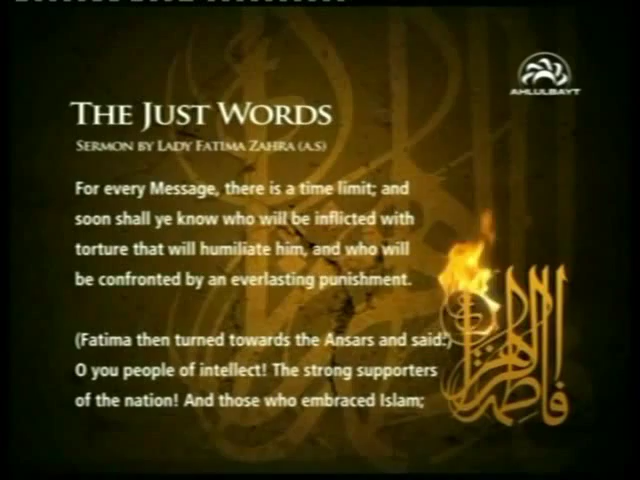 AHLULBAYT
THE JUST WORDS
SERMON BY LADY FATIMA ZAHRA (A.S)
For every Message, there is a time limit; and
soon shall ye know who will be inflicted with
torture that will humiliate him, and who will
be confronted by an everlasting punishment.
(Fatima then turned towards the Ansars and said:)
O you people of intellect! The strong supporters
of the nation! And those who embraced Islam;
فاطمة الزهراء